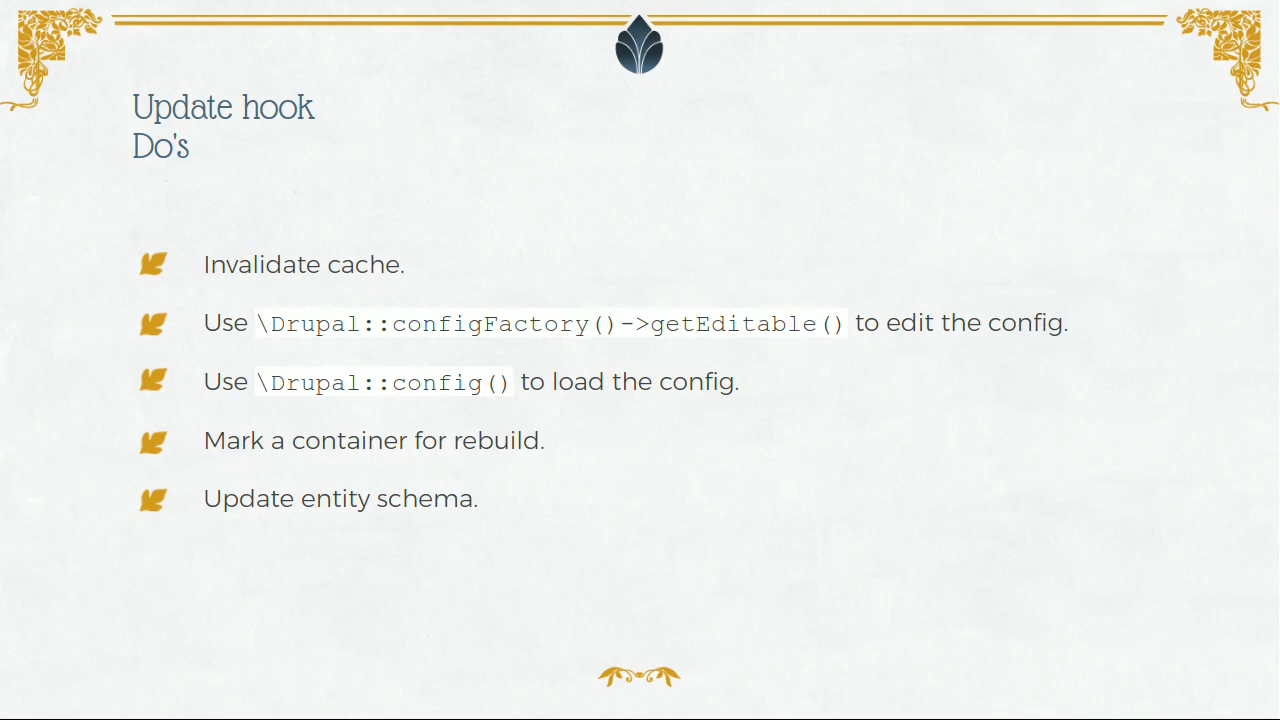 Update hook
Do's
Invalidate cache.
Use \Drupal::configFactory()->getEditable() to edit the config.
Use \Drupal::config() to load the config.
Mark a container for rebuild.
Update entity schema.